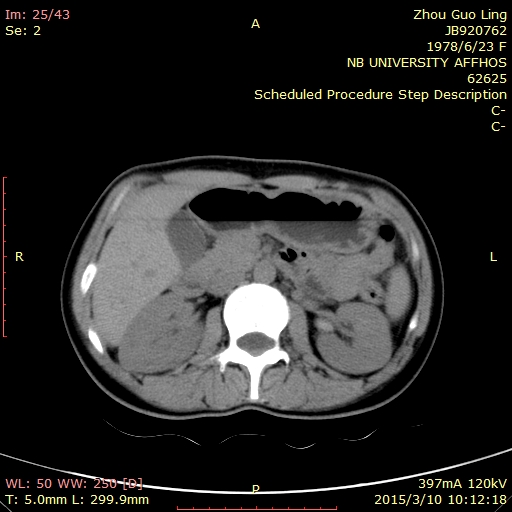 Im: 25/43
Se: 2
A
Zhou Guo Ling
JB920762
1978/6/23 F
NB UNIVERSITY AFFHOS
62625
Scheduled Procedure Step Description
C-
C-
R
L
WL: 50 WW: 250 [D]
T: 5.0mm L: 299.9mm
P
397mA 120kV
2015/3/10 10:12:18